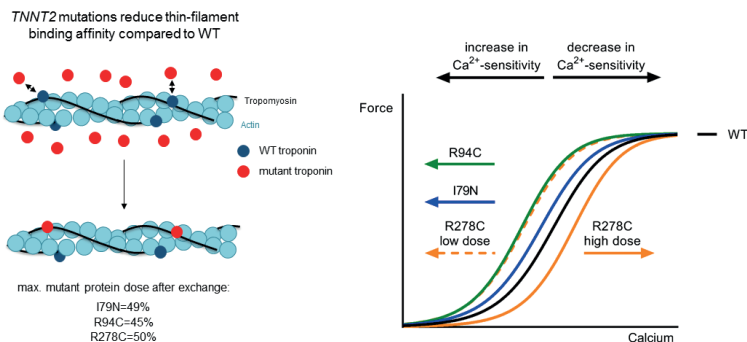 TNNT2 mutations reduce thin-filament
binding affinity compared to WT
Tropomyosin
Actin
WT troponin
mutant troponin
max. mutant protein dose after exchange:
I79N=49%
R94C=45%
R278C=50%
increase in
Ca2+-sensitivity
decrease in
Ca2+-sensitivity
Force
WT
R94C
I79N
R278C
low dose
R278C
high dose
Calcium